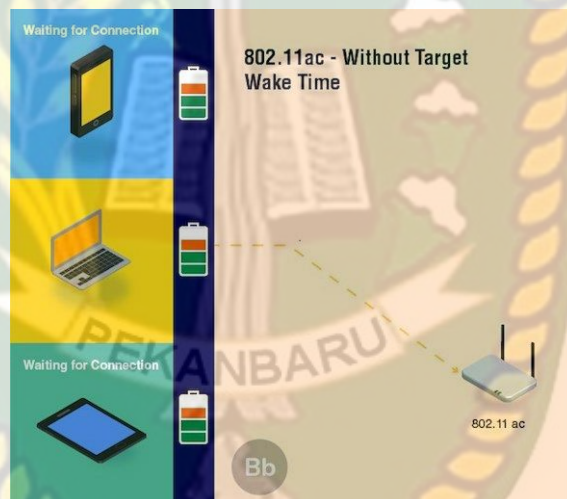 Waiting for Connection
802.11ac - Without Target
Wake Time
PEKANBARU
Waiting for Connection
802.11 ac
Bb